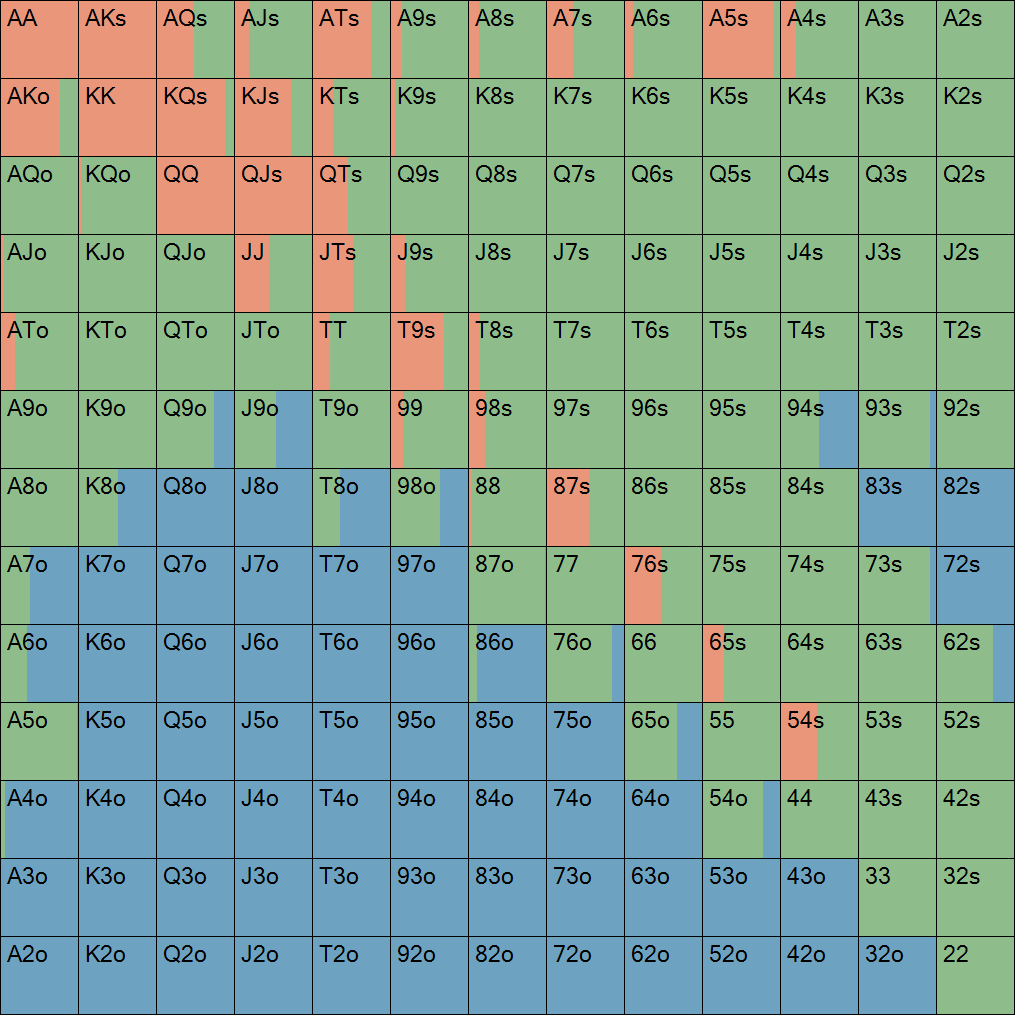 AA AKs AQs AJs ATs A9s A8s A7s A6s A5s A4s A3s A2s
AKo KK KQs KJs KTs K9s K8s K7s K6s K5s K4s K3s K2s
AQo KQo QQ QJs QTs Q9s Q8s Q7s Q6s Q5s Q4s Q3s Q2s
AJo KJo QJo JJ JTs J9s J8s J7s J6s J5s J4s J3s J2s
ATo KTo QTo JTo TT T9s T8s T7s T6s T5s T4s T3s T2s
A9o K9o Q9o J9o T9o 99 98s 97s 96s 95s 94s 93s 92s
A8o K8o Q8o J8o T8o 98o 88 87s 86s 85s 84s 83s 82s
A7o K7o Q7o J7o T7o 97o 87o 77 76s 75s 74s 73s 72s
A6o K6o Q6o J6o T6o 96o 86o 76o 66 65s 64s 63s 62s
A5o K5o Q5o J5o T5o 95o 85o 75o 65o 55 54s 53s 52s
A4o K4o Q4o J4o T4o 94o 84o 74o 64o 54o 44 43s 42s
A3o K3o Q3o J3o T3o 93o 83o 73o 63o 53o 43o 33 32s
A2o K2o Q2o J2o T2o 92o 82o 72o 62o 52o 42o 32o 22